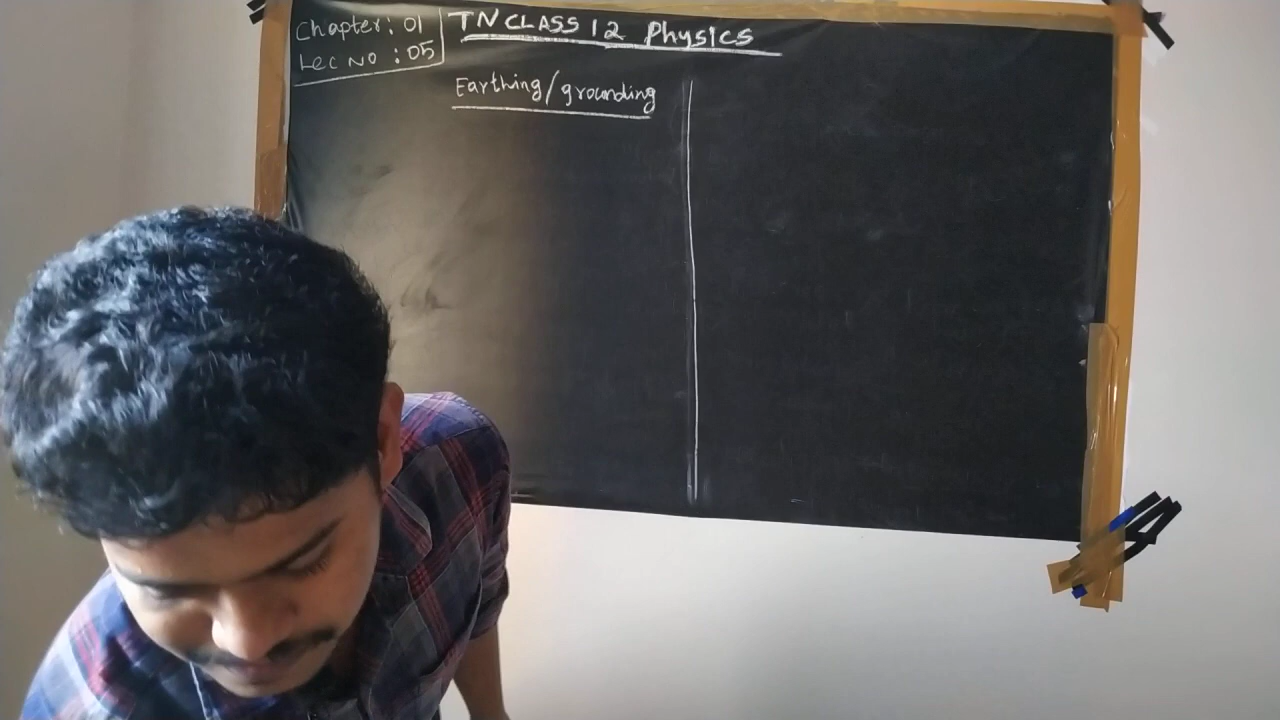 Chapter: 01
Lec No : 05
TN CLASS 12 Physics
Earthing/grounding